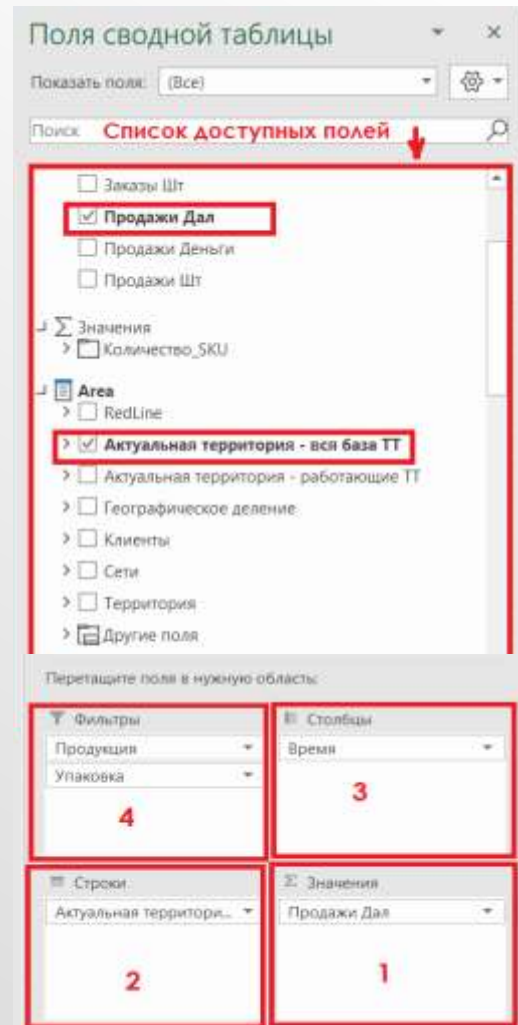 Поля сводной таблицы
Показать поля: (Все)
Поиск Список доступных полей
Заказы Шт
Продажи Дал
Продажи Деньги
Продажи Шт
Σ Значения
Количество_SKU
Area
RedLine
Актуальная территория - вся база ТТ
Актуальная территория - работающие ТТ
Географическое деление
Клиенты
Сети
Территория
Другие поля
Перетащите поля в нужную область:
Фильтры
Продукция
Упаковка
4
Столбцы
Время
3
Строки
Актуальная территори...
2
Σ Значения
Продажи Дал
1